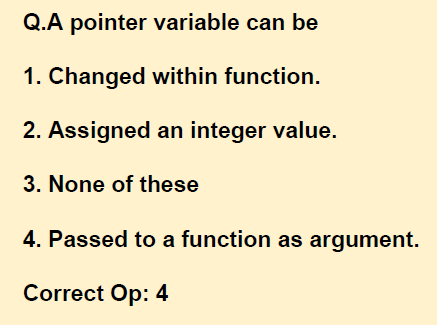 Q.A pointer variable can be
1. Changed within function.
2. Assigned an integer value.
3. None of these
4. Passed to a function as argument.
Correct Op: 4